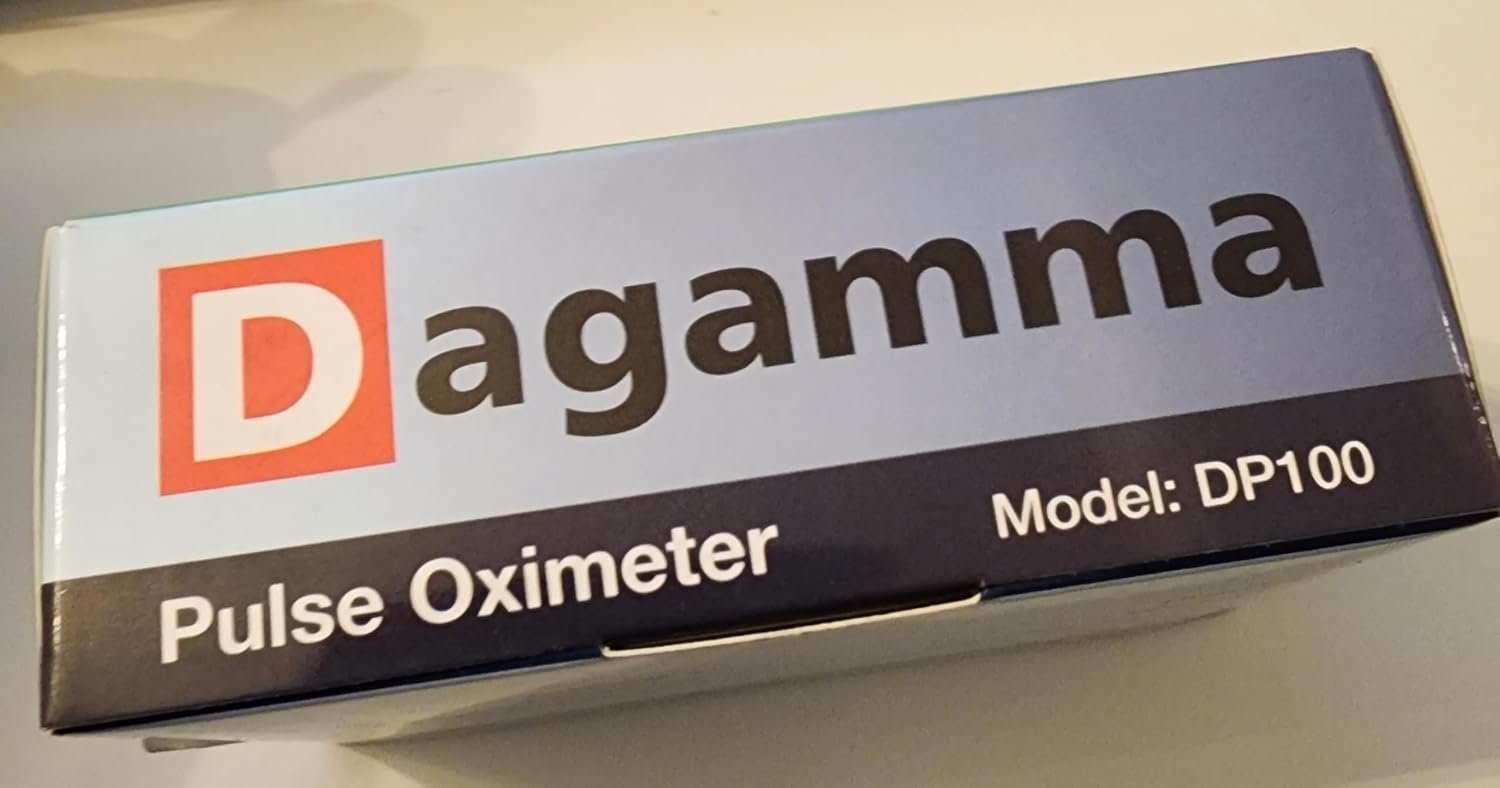 Dagamma
Pulse Oximeter
Model: DP100